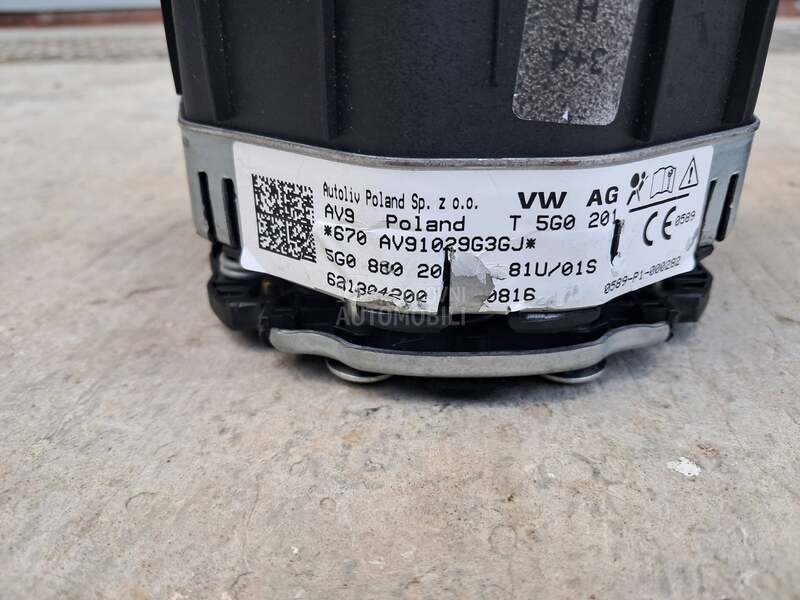 H
3+4
Autoliv Poland Sp. z o.o. VW AG
AV9 Poland T 5G0 201
*670 AV91029G3GJ* CE 0589
5G0 880 20 81U/01S
0816 0589-P1-000282
AUTOMOBILI